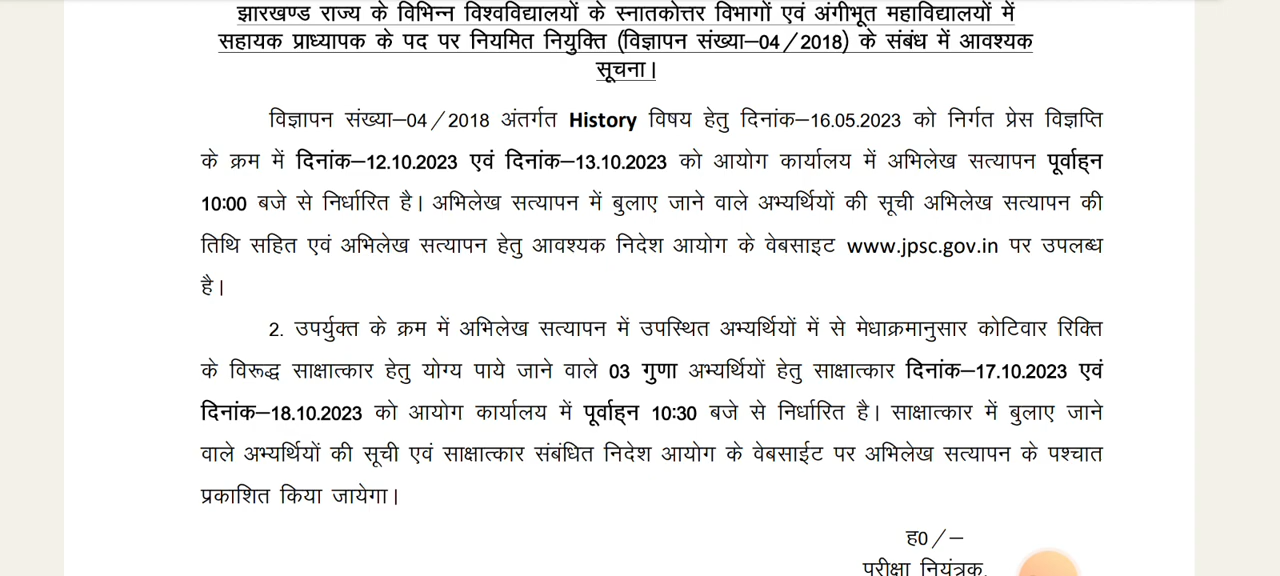 झारखण्ड राज्य के विभिन्न विश्वविद्यालयों के स्नातकोत्तर विभागों एवं अंगीभूत महाविद्यालयों में
सहायक प्राध्यापक के पद पर नियमित नियुक्ति (विज्ञापन संख्या–04/2018) के संबंध में आवश्यक
सूचना।
विज्ञापन संख्या–04/2018 अंतर्गत History विषय हेतु दिनांक–16.05.2023 को निर्गत प्रेस विज्ञप्ति
के क्रम में दिनांक–12.10.2023 एवं दिनांक–13.10.2023 को आयोग कार्यालय में अभिलेख सत्यापन पूर्वाह्न
10:00 बजे से निर्धारित है। अभिलेख सत्यापन में बुलाए जाने वाले अभ्यर्थियों की सूची अभिलेख सत्यापन की
तिथि सहित एवं अभिलेख सत्यापन हेतु आवश्यक निदेश आयोग के वेबसाइट www.jpsc.gov.in पर उपलब्ध
है।
2. उपर्युक्त के क्रम में अभिलेख सत्यापन में उपस्थित अभ्यर्थियों में से मेधाक्रमानुसार कोटिवार रिक्ति
के विरूद्ध साक्षात्कार हेतु योग्य पाये जाने वाले 03 गुणा अभ्यर्थियों हेतु साक्षात्कार दिनांक–17.10.2023 एवं
दिनांक–18.10.2023 को आयोग कार्यालय में पूर्वाह्न 10:30 बजे से निर्धारित है। साक्षात्कार में बुलाए जाने
वाले अभ्यर्थियों की सूची एवं साक्षात्कार संबंधित निदेश आयोग के वेबसाईट पर अभिलेख सत्यापन के पश्चात
प्रकाशित किया जायेगा।
ह0/–
परीक्षा नियंत्रक,